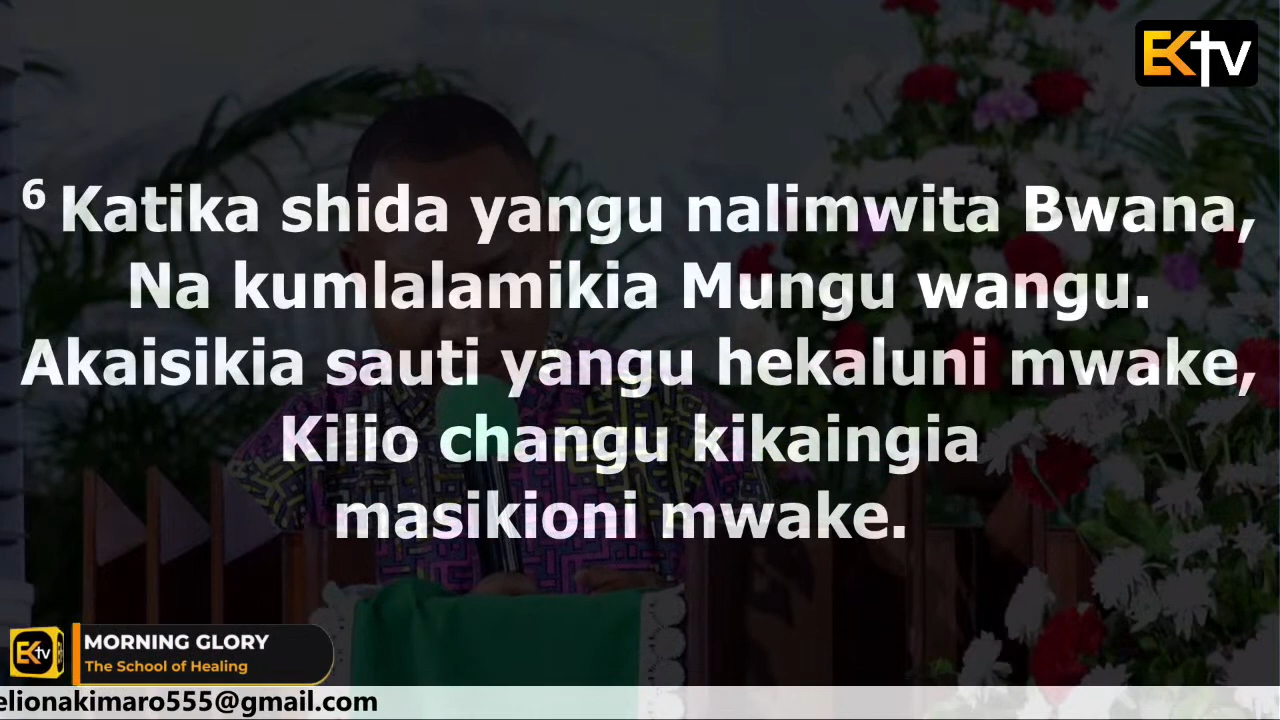 EKTV
6 Katika shida yangu nalimwita Bwana,
Na kumlalamikia Mungu wangu.
Akaisikia sauti yangu hekaluni mwake,
Kilio changu kikaingia
masikioni mwake.
EKTV
MORNING GLORY
The School of Healing
elionakimaro555@gmail.com